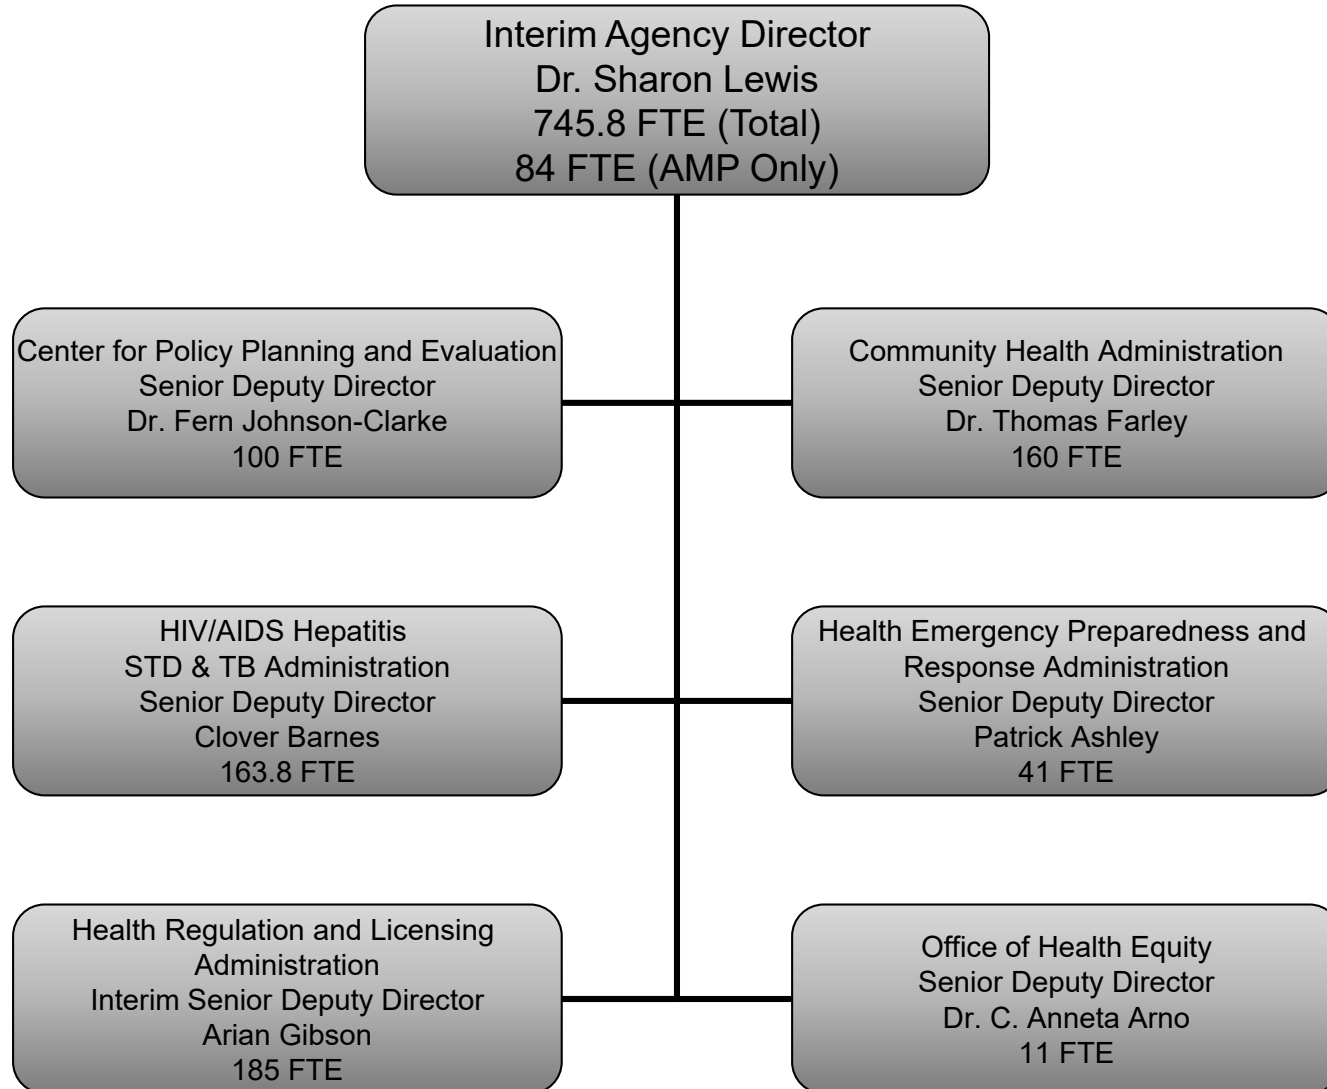 Interim Agency Director
Dr. Sharon Lewis
745.8 FTE (Total)
84 FTE (AMP Only)
Center for Policy Planning and Evaluation
Senior Deputy Director
Dr. Fern Johnson-Clarke
100 FTE
Community Health Administration
Senior Deputy Director
Dr. Thomas Farley
160 FTE
HIV/AIDS Hepatitis
STD & TB Administration
Senior Deputy Director
Clover Barnes
163.8 FTE
Health Emergency Preparedness and
Response Administration
Senior Deputy Director
Patrick Ashley
41 FTE
Health Regulation and Licensing
Administration
Interim Senior Deputy Director
Arian Gibson
185 FTE
Office of Health Equity
Senior Deputy Director
Dr. C. Anneta Arno
11 FTE